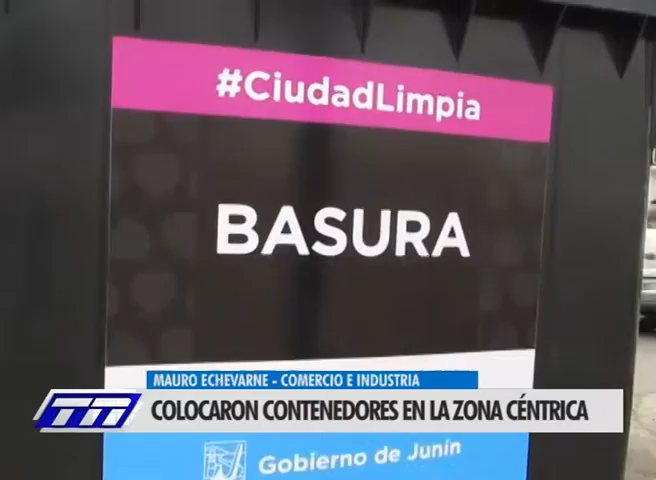 #CiudadLimpia
BASURA
MAURO ECHEVARNE - COMERCIO E INDUSTRIA
COLOCARON CONTENEDORES EN LA ZONA CÉNTRICA
Gobierno de Junín